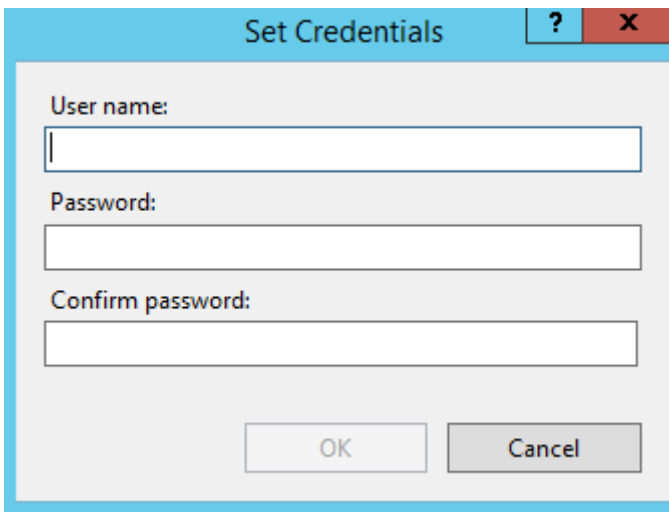 Set Credentials
?
x
User name:
Password:
Confirm password:
OK
Cancel